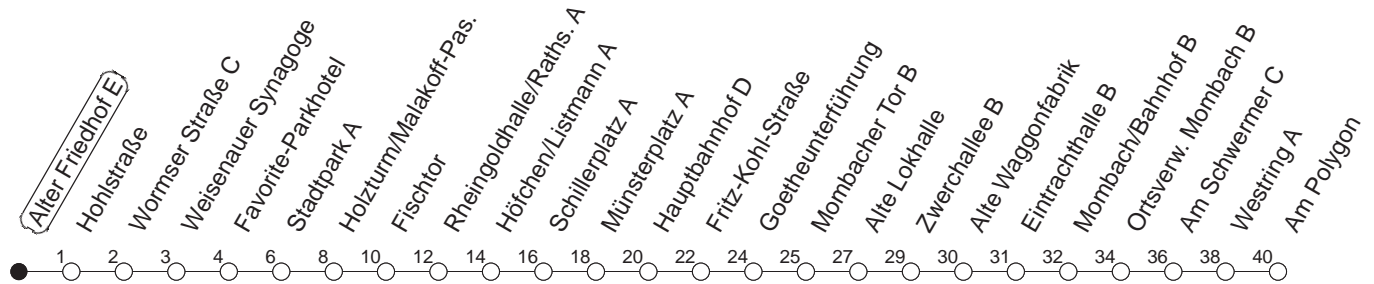 Alter Friedhof E
Hohlstraße
Wormser Straße C
Weisenauer Synagoge
Favorite-Parkhotel
Stadtpark A
Holzturm/Malakoff-Pas.
Fischtor
Rheingoldhalle/Raths. A
Höfchen/Listmann A
Schillerplatz A
Münsterplatz A
Hauptbahnhof D
Fritz-Kohl-Straße
Goetheunterführung
Mombacher Tor B
Alte Lokhalle
Zwerchallee B
Alte Waggonfabrik
Eintrachthalle B
Mombach/Bahnhof B
Ortsverw. Mombach B
Am Schwermer C
Westring A
Am Polygon
1 2 3 4 6 8 10 12 14 16 18 20 22 24 25 27 29 30 31 32 34 36 38 40